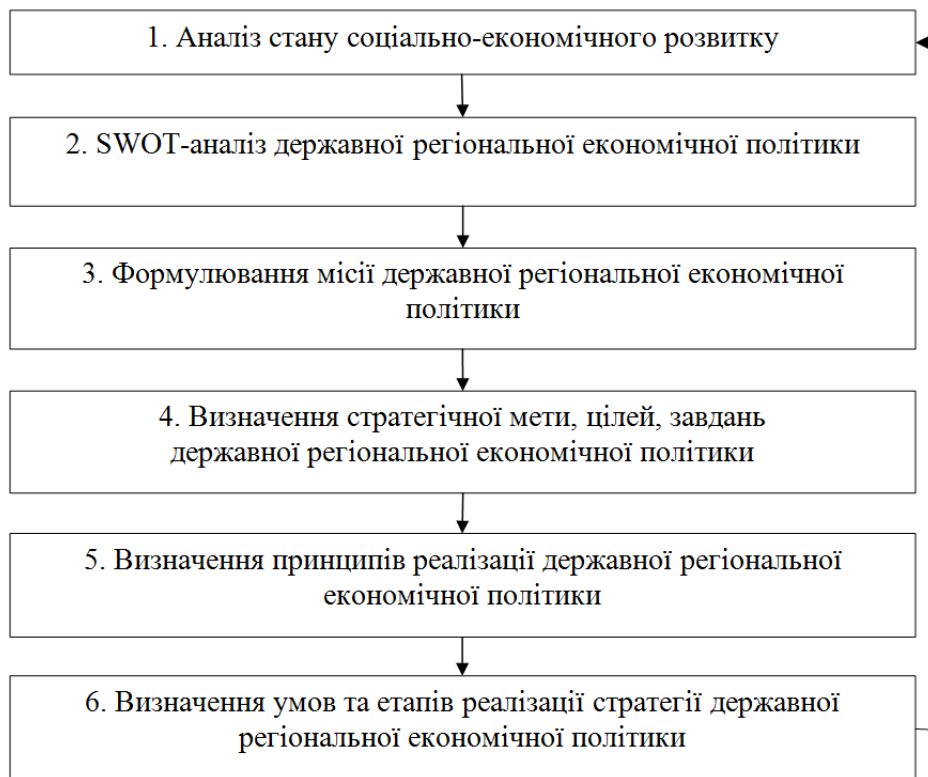 1. Аналіз стану соціально-економічного розвитку
2. SWOT-аналіз державної регіональної економічної політики
3. Формулювання місії державної регіональної економічної
політики
4. Визначення стратегічної мети, цілей, завдань
державної регіональної економічної політики
5. Визначення принципів реалізації державної регіональної
економічної політики
6. Визначення умов та етапів реалізації стратегії державної
регіональної економічної політики